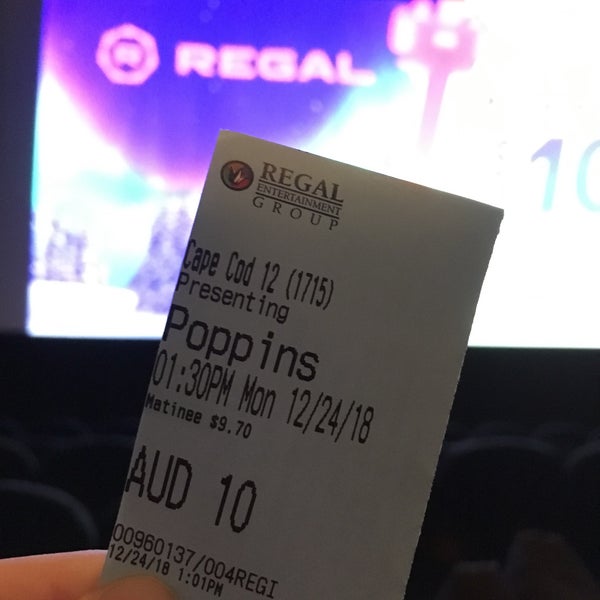 REGAL
10
REGAL
ENTERTAINMENT
GROUP
Cape Cod 12 (1715)
Presenting
Poppins
01:30PM Mon 12/24/18
Matinee $9.70
AUD 10
00960137/004REGI
12/24/18 1:01PM